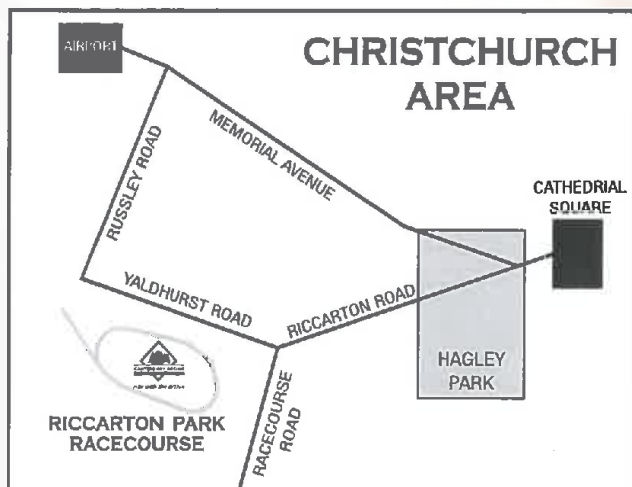 AIRPORT
CHRISTCHURCH
AREA
MEMORIAL AVENUE
RUSSLEY ROAD
CATHEDRIAL
SQUARE
YALDHURST ROAD
RICCARTON ROAD
HAGLEY
PARK
RICCARTON PARK
RACECOURSE
RACECOURSE
ROAD